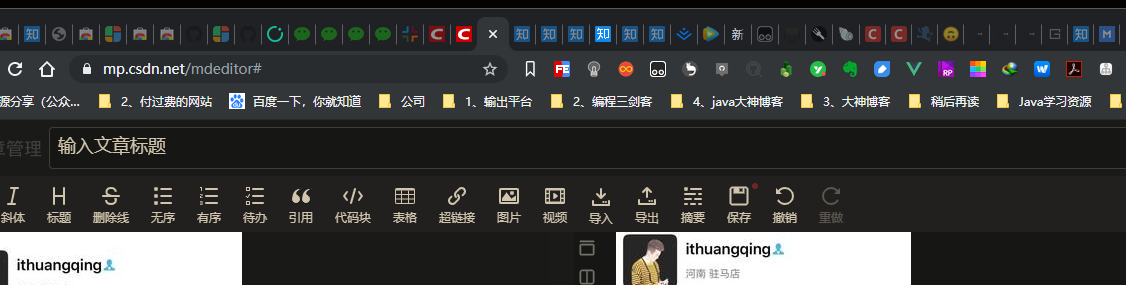 知 C C × 知 知 知 知 知 知 新 C C 知 M
mp.csdn.net/mdeditor#
FE RP W
源分享（公众... 2、付过费的网站 百度一下，你就知道 公司 1、输出平台 2、编程三剑客 4、java大神博客 3、大神博客 稍后再读 Java学习资源
章管理 输入文章标题
斜体 标题 删除线 无序 有序 待办 引用 代码块 表格 超链接 图片 视频 导入 导出 摘要 保存 撤销 重做
ithuangqing ithuangqing
河南 驻马店